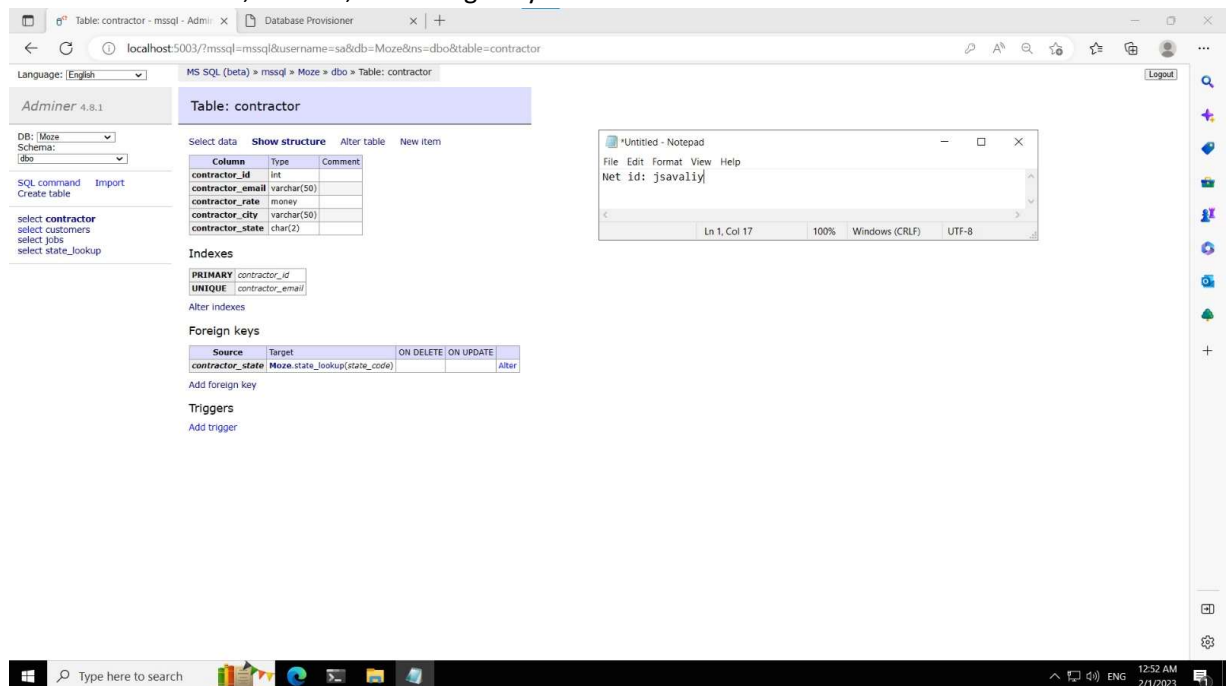 Table: contractor - mssql - Admin
Database Provisioner
localhost:5003/?mssql=mssql&username=sa&db=Moze&ns=dbo&table=contractor
Language: English
MS SQL (beta) » mssql » Moze » dbo » Table: contractor
Logout
Adminer 4.8.1
Table: contractor
DB: Moze
Schema:
dbo
SQL command Import
Create table
select contractor
select customers
select jobs
select state_lookup
Select data Show structure Alter table New item
Column Type Comment
contractor_id int
contractor_email varchar(50)
contractor_rate money
contractor_city varchar(50)
contractor_state char(2)
Indexes
PRIMARY contractor_id
UNIQUE contractor_email
Alter indexes
Foreign keys
Source Target ON DELETE ON UPDATE
contractor_state Moze.state_lookup(state_code) Alter
Add foreign key
Triggers
Add trigger
*Untitled - Notepad
File Edit Format View Help
Net id: jsavaliy
Ln 1, Col 17 100% Windows (CRLF) UTF-8
Type here to search
ENG
12:52 AM
2/1/2023